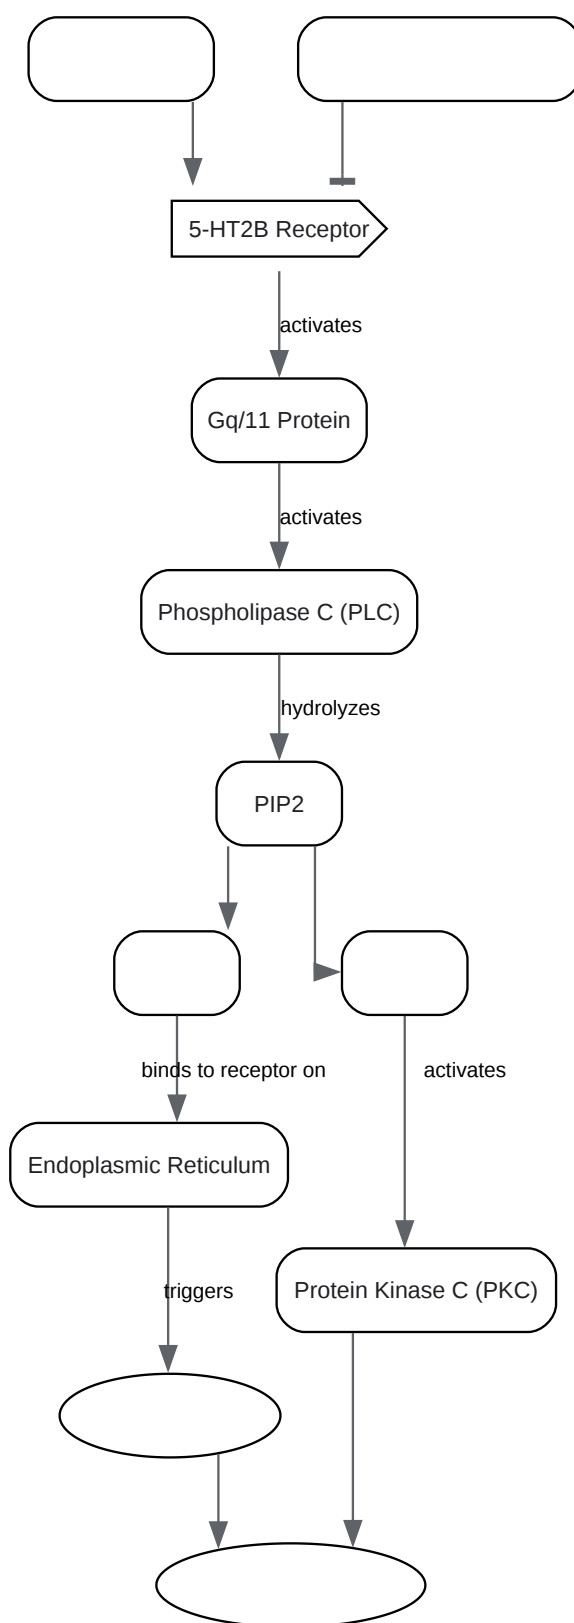 5-HT2B Receptor
activates
Gq/11 Protein
activates
Phospholipase C (PLC)
hydrolyzes
PIP2
binds to receptor on
activates
Endoplasmic Reticulum
triggers
Protein Kinase C (PKC)